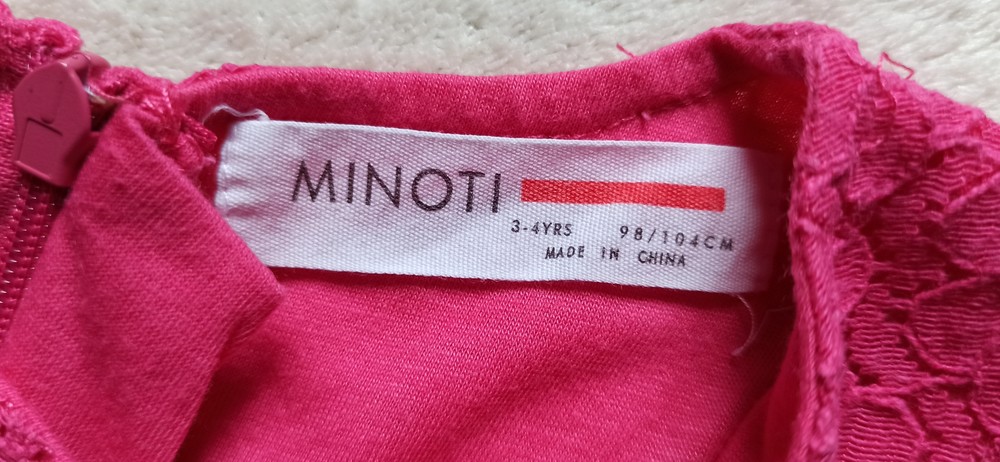 MINOTI
3-4YRS 98/104CM
MADE IN CHINA